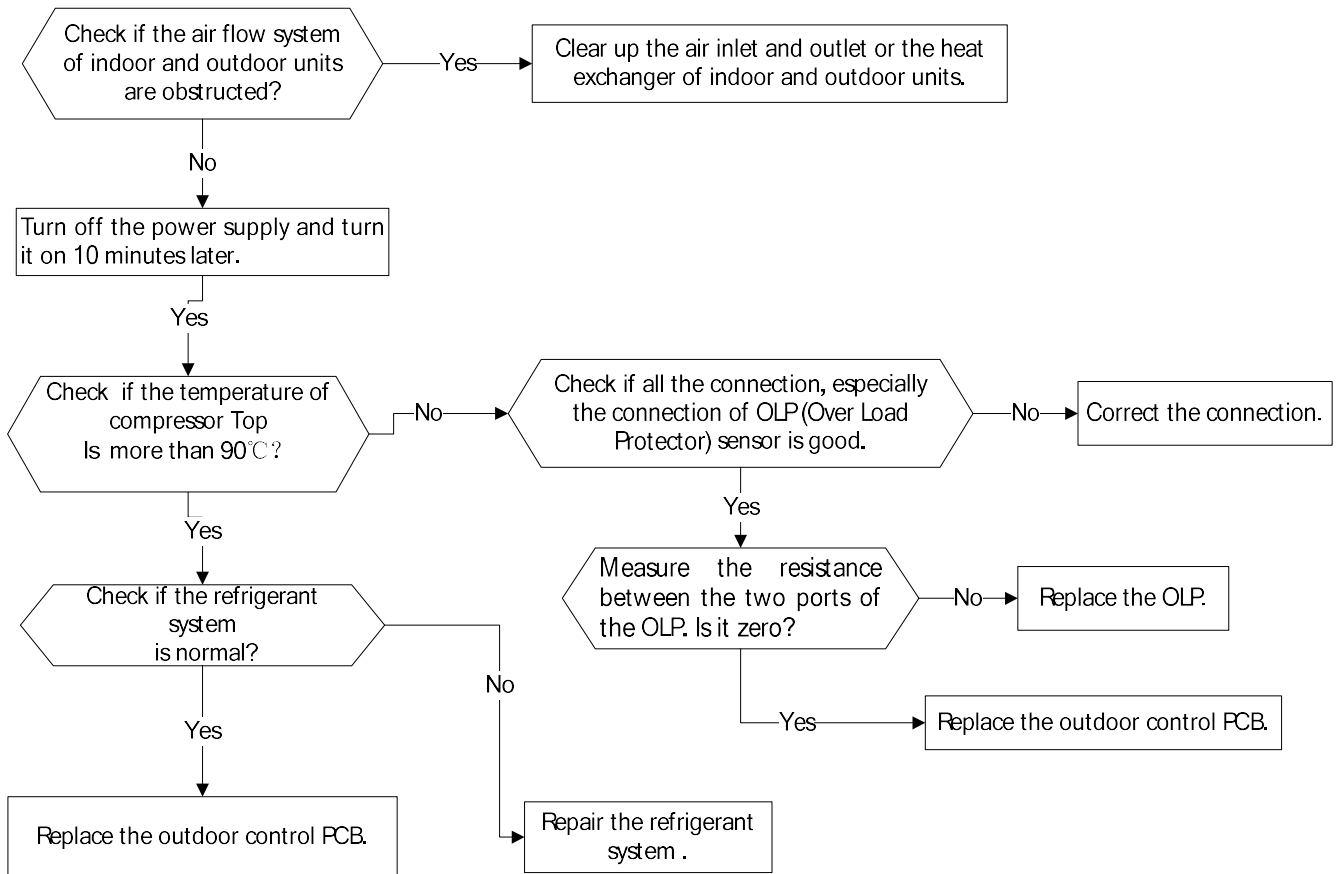 Check if the air flow system
of indoor and outdoor units
are obstructed?
Yes
Clear up the air inlet and outlet or the heat
exchanger of indoor and outdoor units.
No
Turn off the power supply and turn
it on 10 minutes later.
Yes
Check if the temperature of
compressor Top
Is more than 90℃?
No
Check if all the connection, especially
the connection of OLP (Over Load
Protector) sensor is good.
No
Correct the connection.
Yes
Yes
Measure the resistance
between the two ports of
the OLP. Is it zero?
No
Replace the OLP.
Check if the refrigerant
system
is normal?
No
Yes
Yes
Replace the outdoor control PCB.
Replace the outdoor control PCB.
Repair the refrigerant
system .